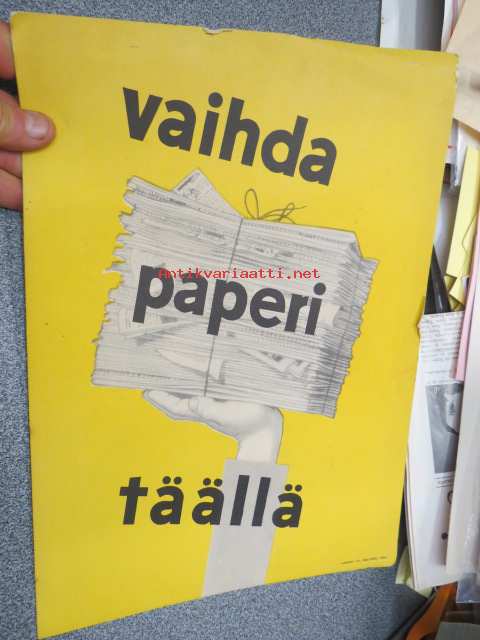 vaihda
Antikvariaatti.net
paperi
täällä